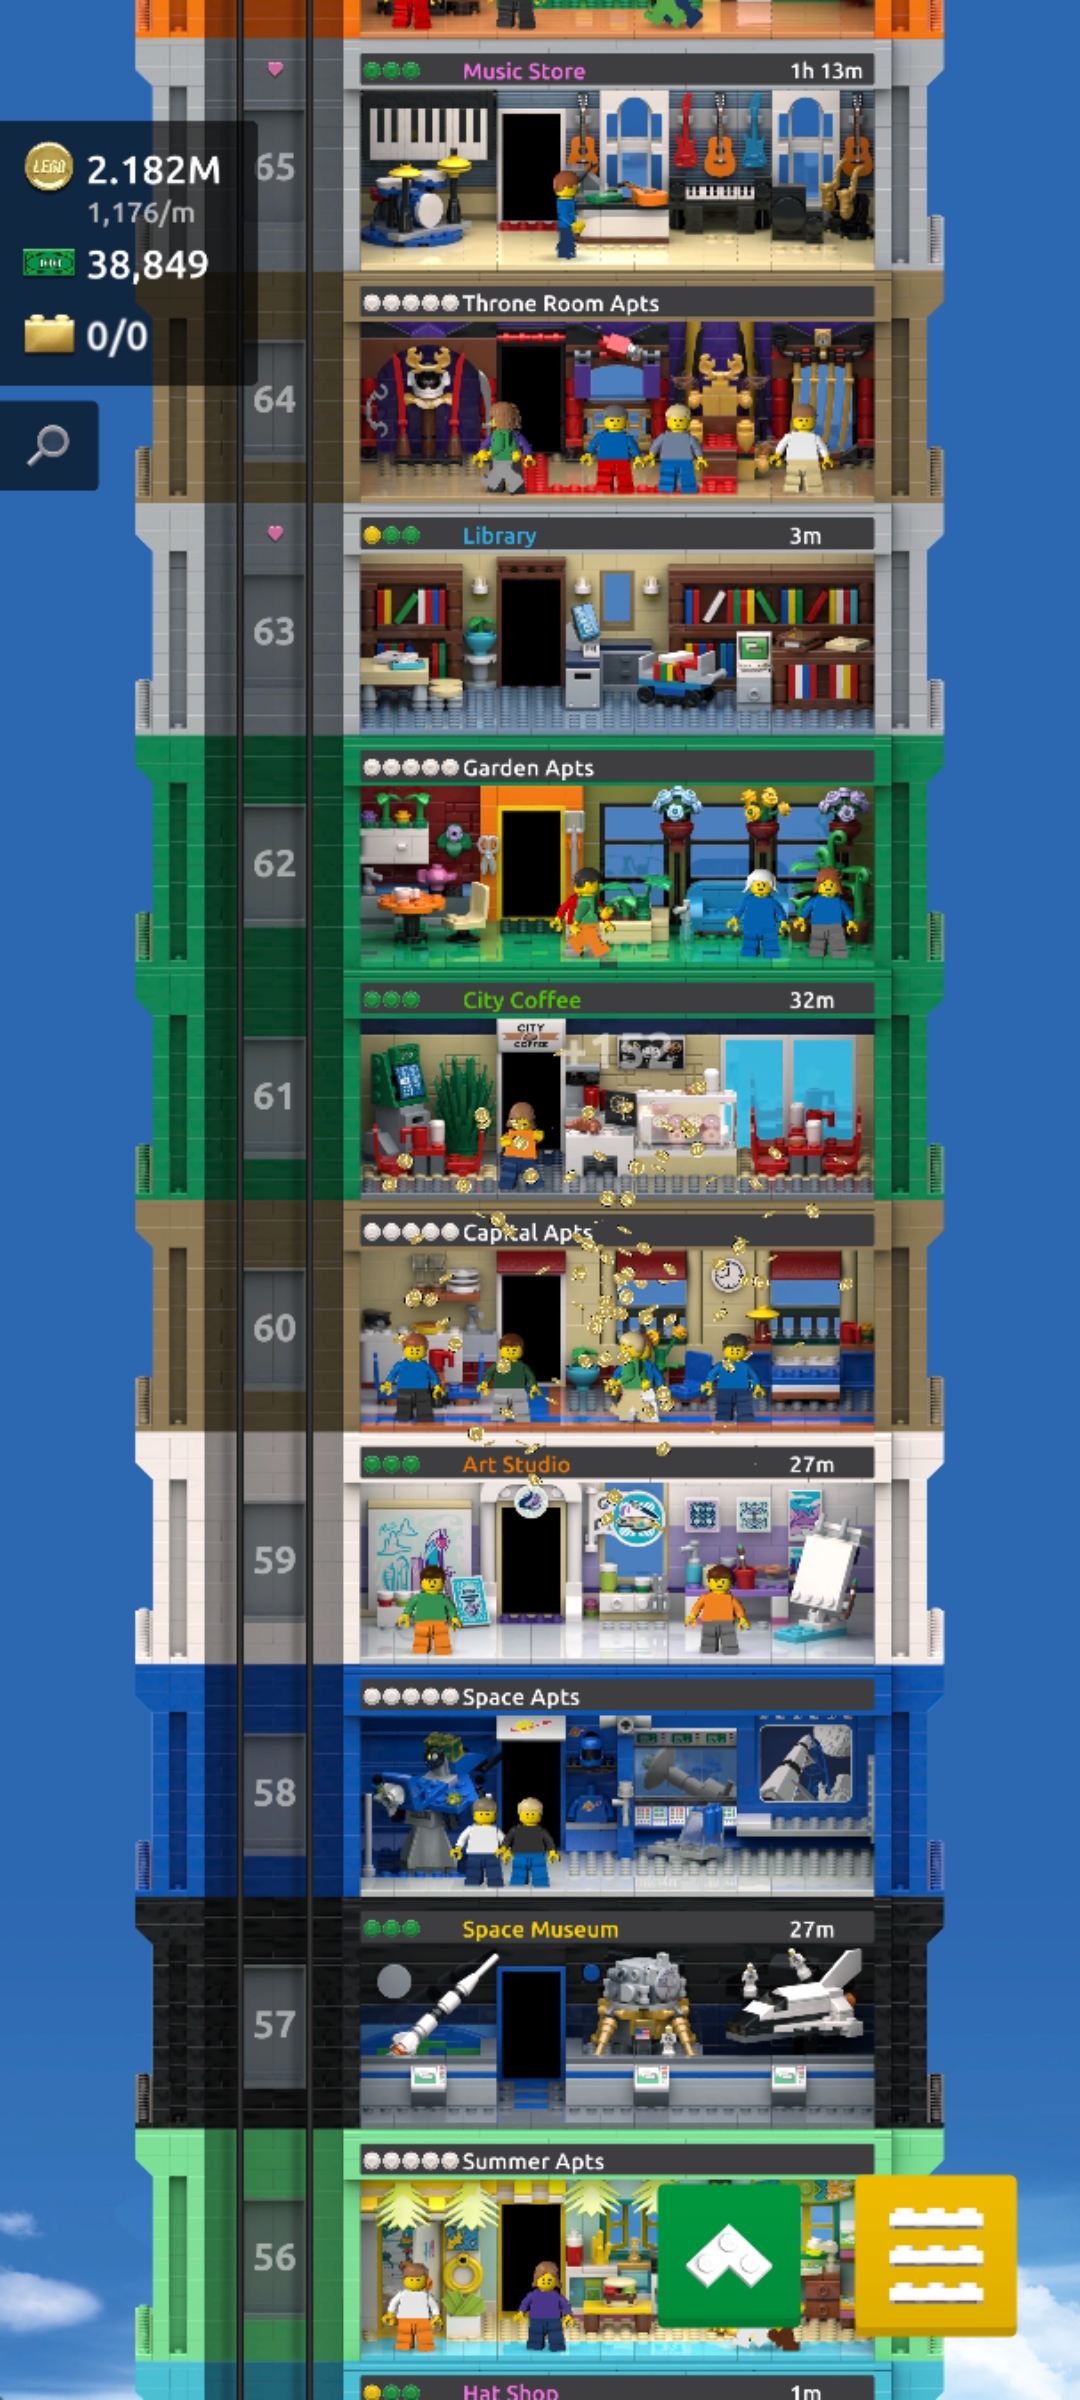 Music Store 1h 13m
65
LEGO 2.182M
1,176/m
38,849
0/0
Throne Room Apts
64
Library 3m
63
Garden Apts
62
City Coffee 32m
CITY
COFFEE
+152
61
Capital Apts
60
Art Studio 27m
59
Space Apts
58
Space Museum 27m
57
Summer Apts
56
Hat Shop 1m